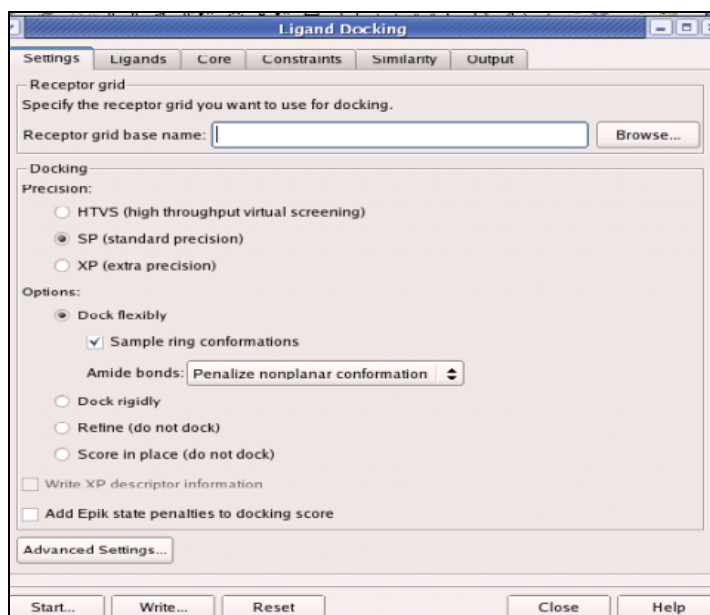 Ligand Docking
Settings Ligands Core Constraints Similarity Output
Receptor grid
Specify the receptor grid you want to use for docking.
Receptor grid base name: Browse...
Docking
Precision:
HTVS (high throughput virtual screening)
SP (standard precision)
XP (extra precision)
Options:
Dock flexibly
Sample ring conformations
Amide bonds: Penalize nonplanar conformation
Dock rigidly
Refine (do not dock)
Score in place (do not dock)
Write XP descriptor information
Add Epik state penalties to docking score
Advanced Settings...
Start... Write... Reset Close Help